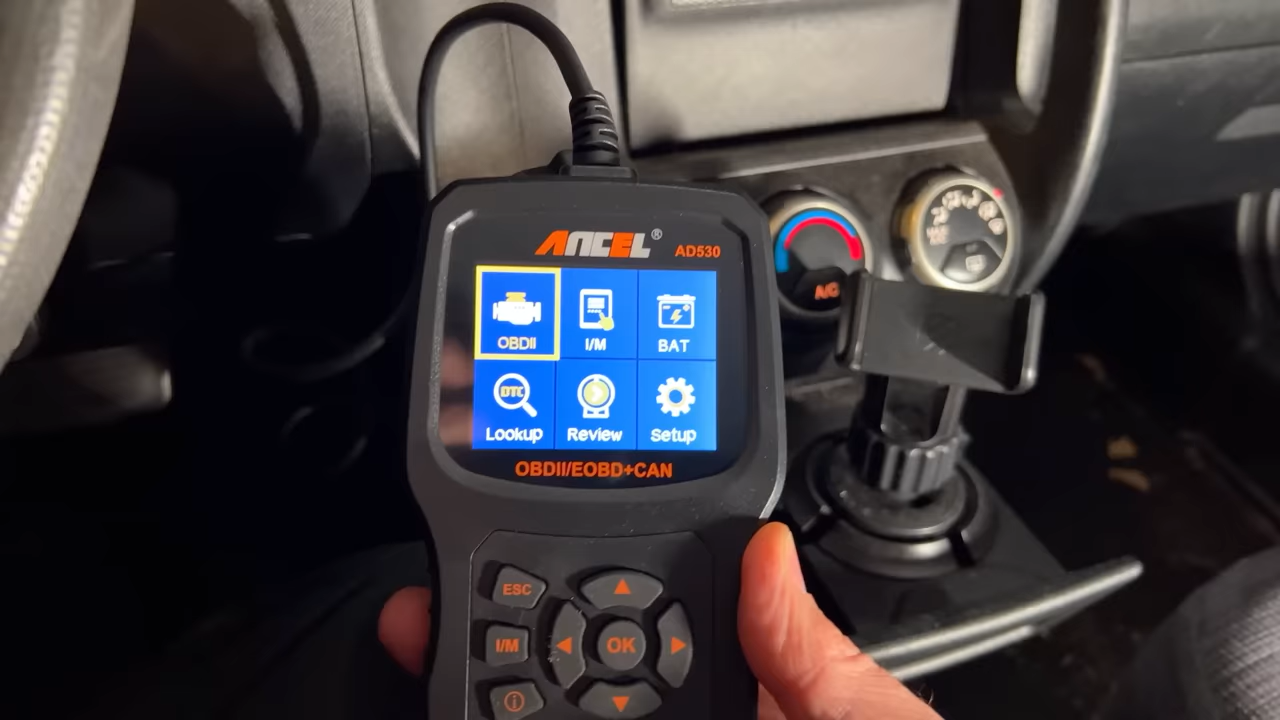 ANCEL®
AD530
OBDII
I/M
BAT
DTC
Lookup
Review
Setup
OBDII/EOBD+CAN
ESC
I/M
OK
A/C